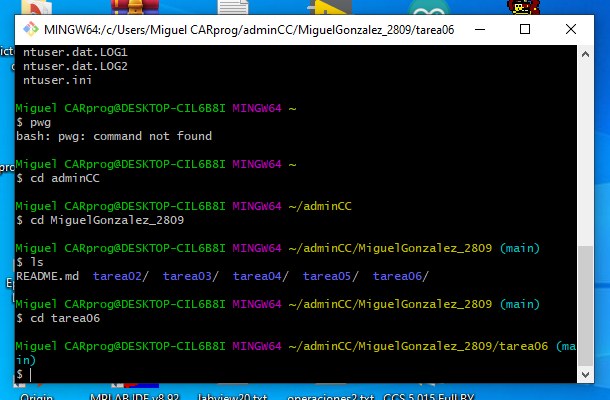 MINGW64:/c/Users/Miguel CARprog/adminCC/MiguelGonzalez_2809/tarea06
ntuser.dat.LOG1
ntuser.dat.LOG2
ntuser.ini
Miguel CARprog@DESKTOP-CIL6B8I MINGW64 ~
$ pwg
bash: pwg: command not found
Miguel CARprog@DESKTOP-CIL6B8I MINGW64 ~
$ cd adminCC
Miguel CARprog@DESKTOP-CIL6B8I MINGW64 ~/adminCC
$ cd MiguelGonzalez_2809
Miguel CARprog@DESKTOP-CIL6B8I MINGW64 ~/adminCC/MiguelGonzalez_2809 (main)
$ ls
README.md  tarea02/  tarea03/  tarea04/  tarea05/  tarea06/
Miguel CARprog@DESKTOP-CIL6B8I MINGW64 ~/adminCC/MiguelGonzalez_2809 (main)
$ cd tarea06
Miguel CARprog@DESKTOP-CIL6B8I MINGW64 ~/adminCC/MiguelGonzalez_2809/tarea06 (ma
in)
$
Origin MPLAB IDE v8.92 labview20.txt operaciones2.txt CCS 5.015 Full BY